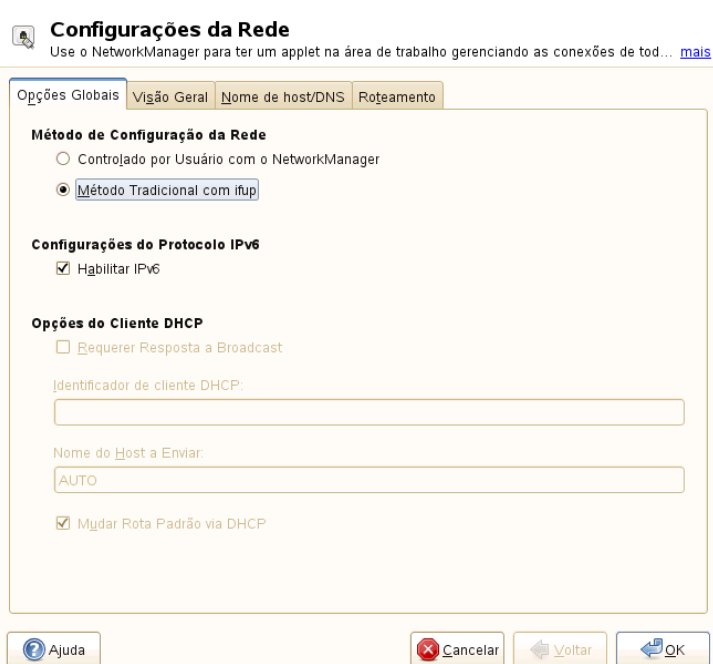 Configurações da Rede
Use o NetworkManager para ter um applet na área de trabalho gerenciando as conexões de tod... mais
Opções Globais Visão Geral Nome de host/DNS Roteamento
Método de Configuração da Rede
Controlado por Usuário com o NetworkManager
Método Tradicional com ifup
Configurações do Protocolo IPv6
Habilitar IPv6
Opções do Cliente DHCP
Requerer Resposta a Broadcast
Identificador de cliente DHCP:
Nome do Host a Enviar:
AUTO
Mudar Rota Padrão via DHCP
Ajuda Cancelar Voltar OK